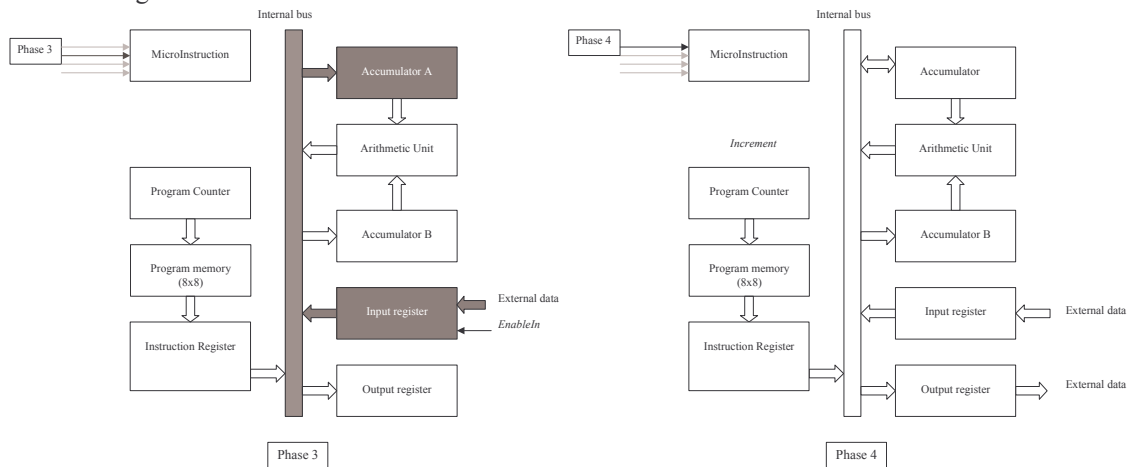 Internal bus
Phase 3
MicroInstruction
Accumulator A
Arithmetic Unit
Program Counter
Accumulator B
Program memory
(8x8)
External data
Input register
EnableIn
Instruction Register
Output register
Phase 3
Internal bus
Phase 4
MicroInstruction
Accumulator
Increment
Arithmetic Unit
Program Counter
Accumulator B
Program memory
(8x8)
Input register
External data
Instruction Register
Output register
External data
Phase 4